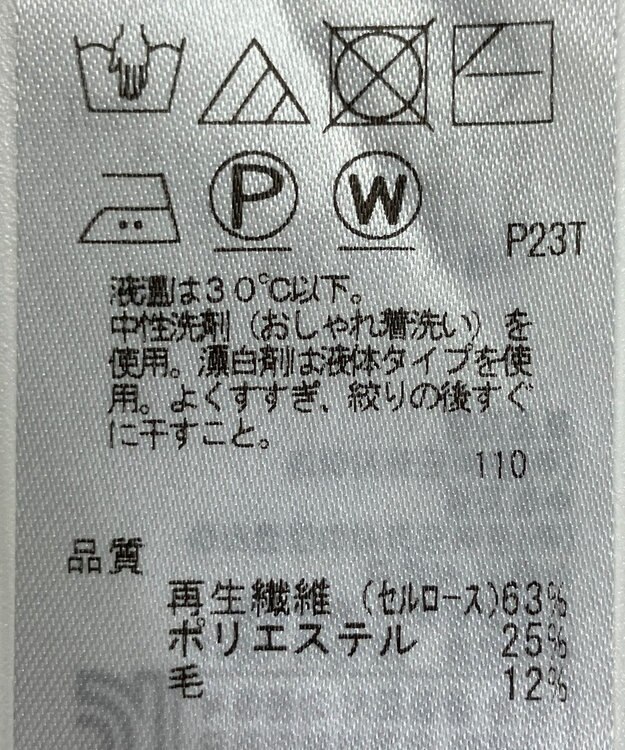 P
W
P23T
液温は30℃以下。
中性洗剤（おしゃれ着洗い）を
使用。漂白剤は液体タイプを使
用。よくすすぎ、絞りの後すぐ
に干すこと。
110
品質
再生繊維（セルロース）63%
ポリエステル 25%
毛 12%